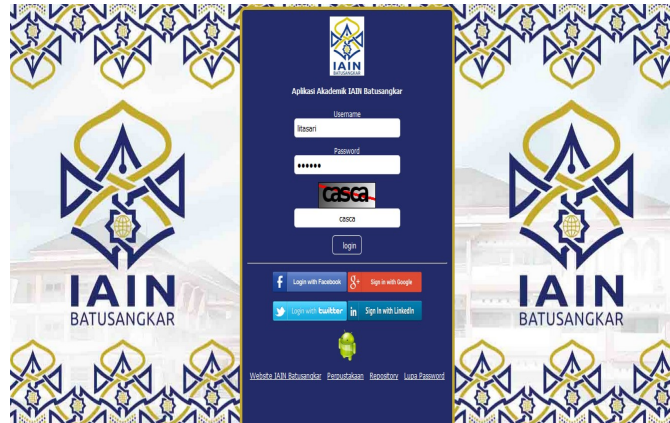 IAIN
BATUSANGKAR
Aplikasi Akademik IAIN Batusangkar
Username
litasari
Password
casca
casca
login
Login with Facebook
Sign in with Google
Login with twitter
Sign In with LinkedIn
IAIN
BATUSANGKAR
IAIN
BATUSANGKAR
Website IAIN Batusangkar Perpustakaan Repository Lupa Password